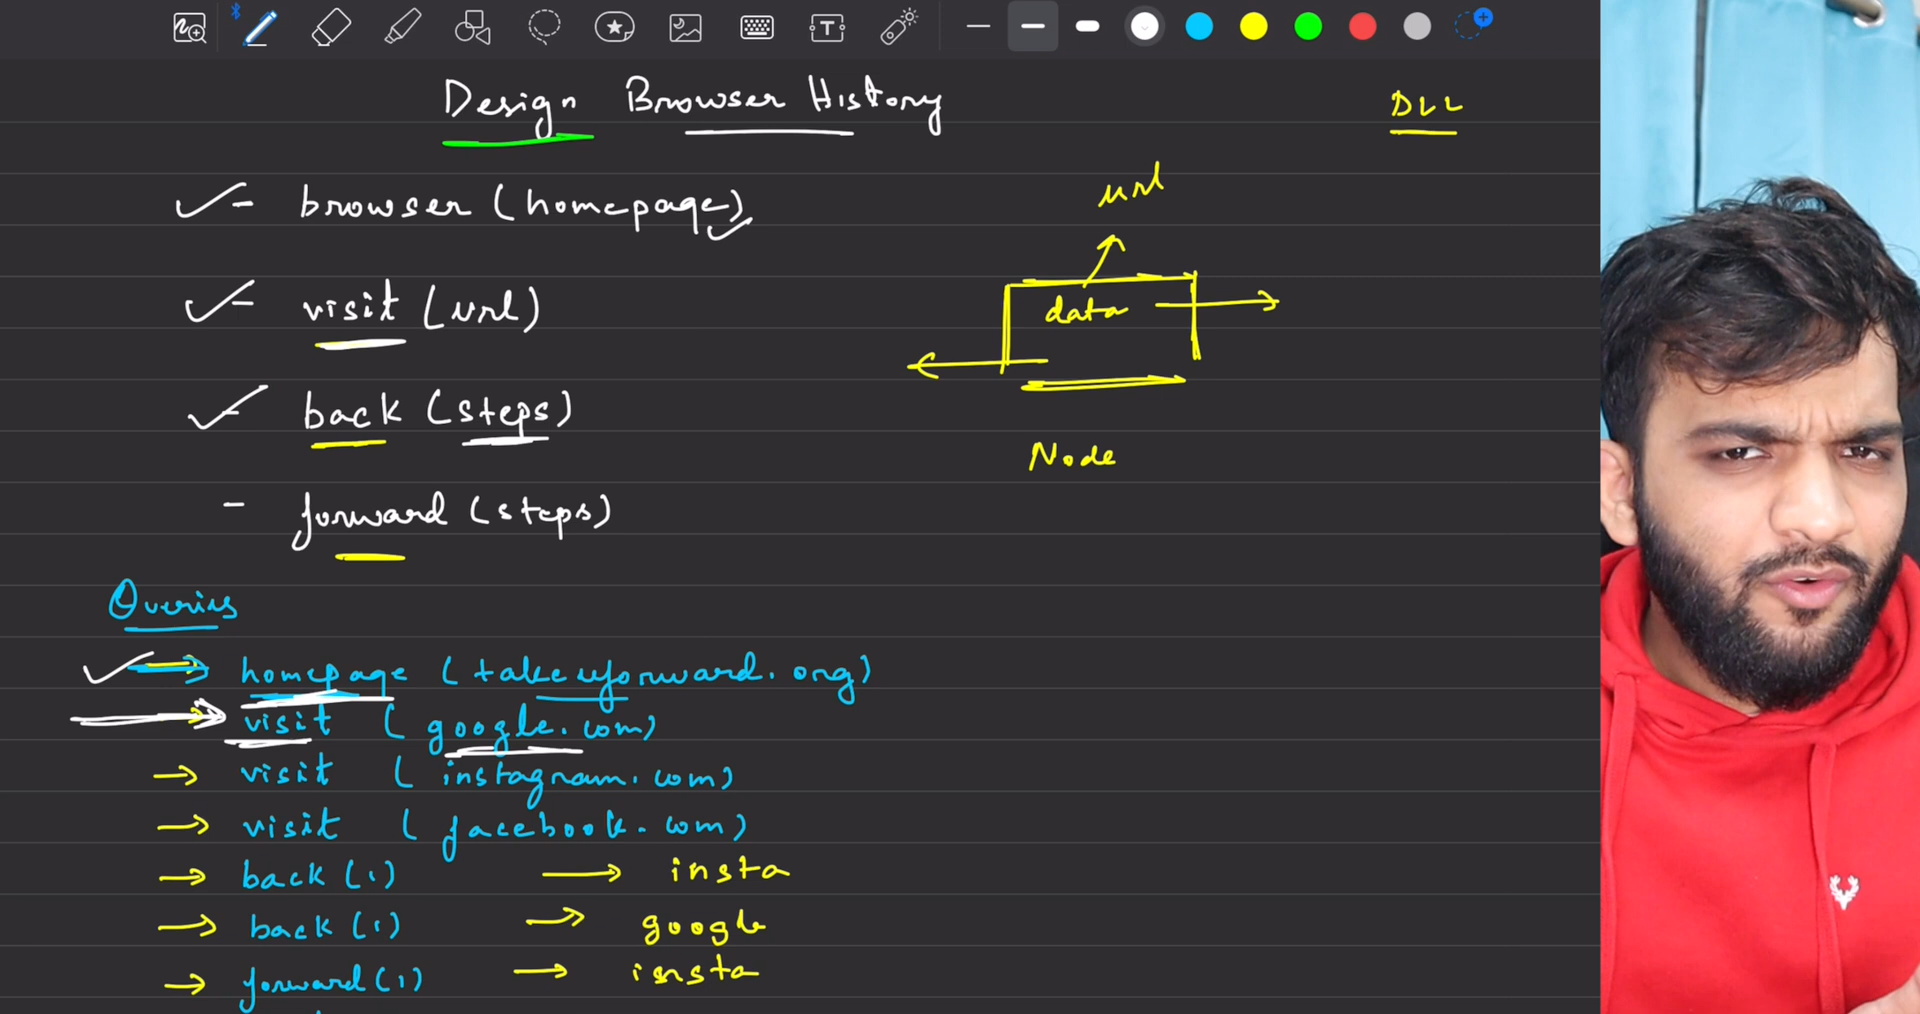 Design Browser History
DLL
- browser (homepage)
- visit (url)
- back (steps)
- forward (steps)
url
data
Node
Queries
→ homepage (takeuforward.org)
→ visit (google.com)
→ visit (instagram.com)
→ visit (facebook.com)
→ back (1) → insta
→ back (1) → google
→ forward (1) → insta